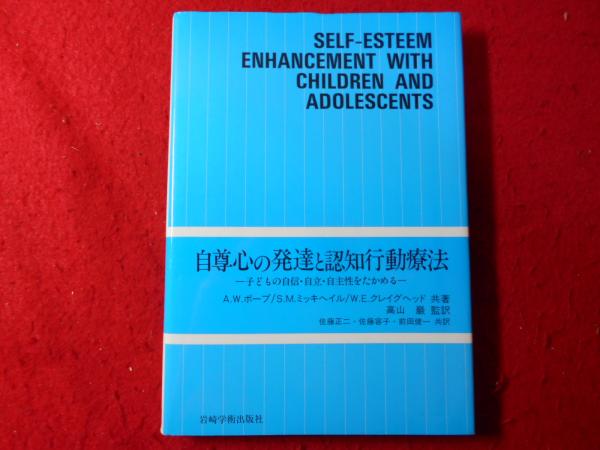 SELF-ESTEEM
ENHANCEMENT WITH
CHILDREN AND
ADOLESCENTS
自尊心の発達と認知行動療法
―子どもの自信・自立・自主性をたかめる―
A.W.ポープ/S.M.ミッキヘイル/W.E.クレイグヘッド 共著
高山 巌 監訳
佐藤正二・佐藤容子・前田健一 共訳
岩崎学術出版社